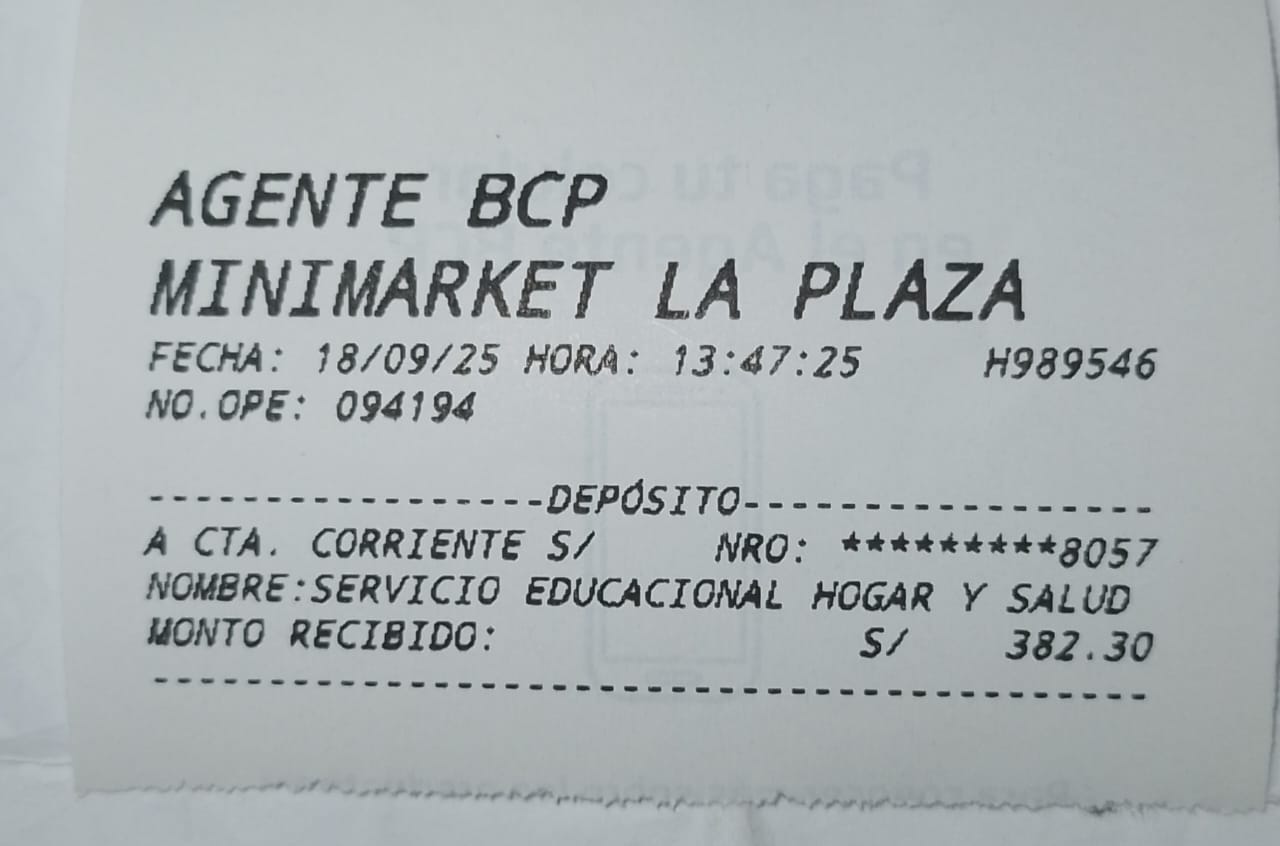 AGENTE BCP
MINIMARKET LA PLAZA
FECHA: 18/09/25 HORA: 13:47:25 H989546
NO.OPE: 094194
-----------------DEPÓSITO-----------------
A CTA. CORRIENTE S/ NRO: *********8057
NOMBRE:SERVICIO EDUCACIONAL HOGAR Y SALUD
MONTO RECIBIDO: S/ 382.30
------------------------------------------